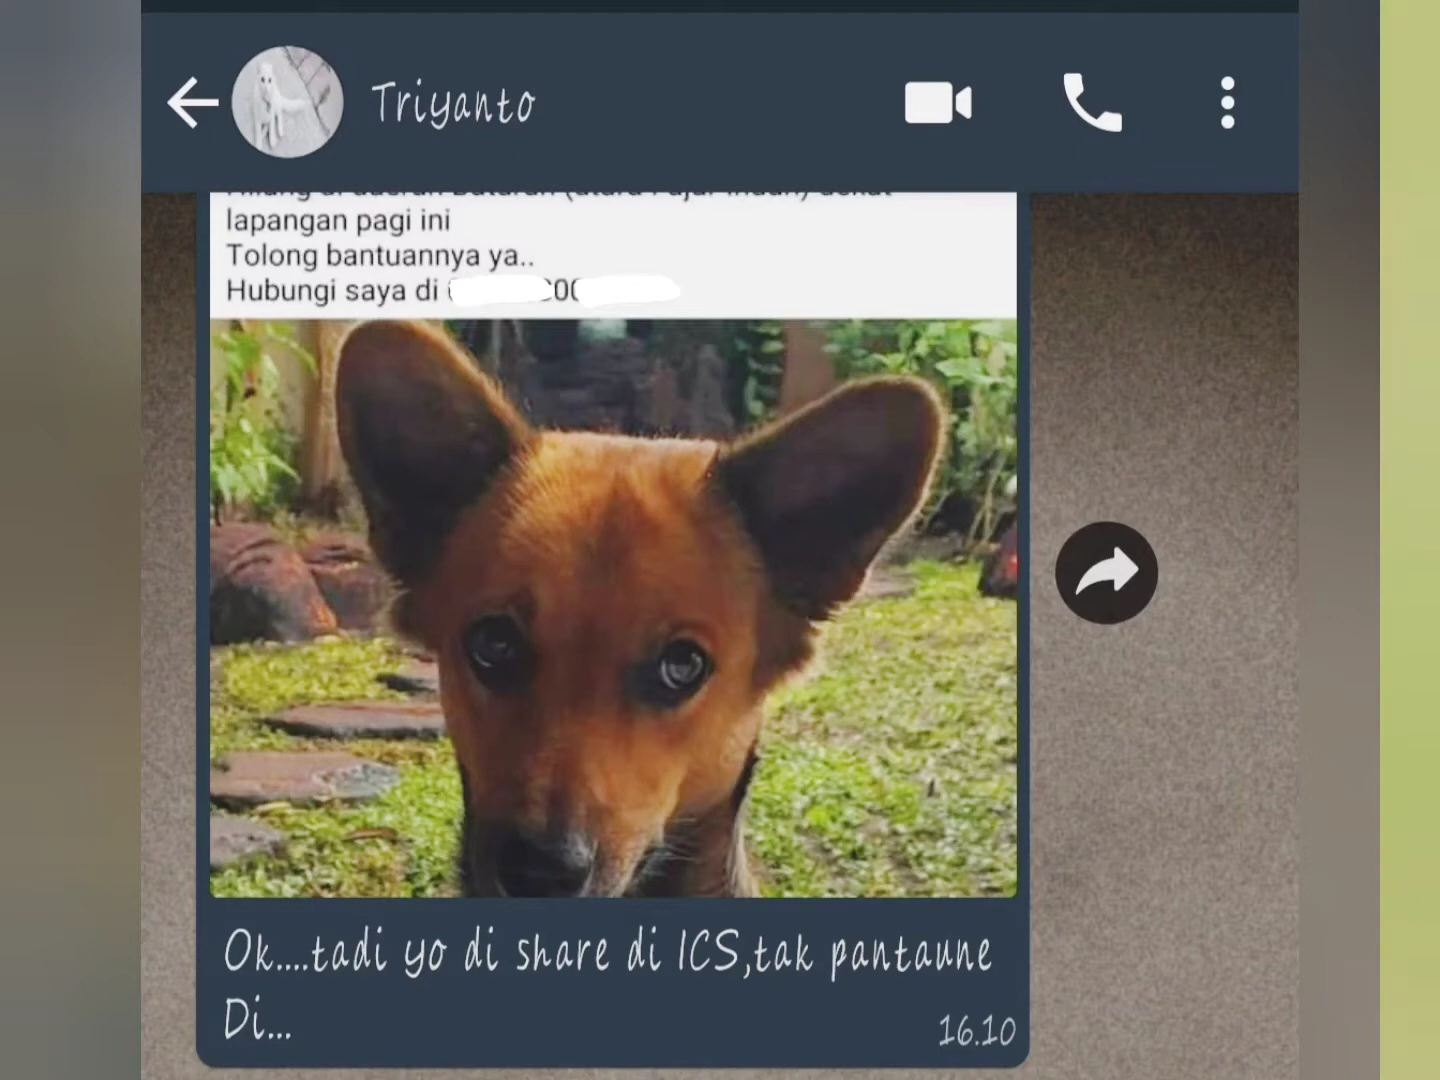 Triyanto
lapangan pagi ini
Tolong bantuannya ya..
Hubungi saya di
Ok....tadi yo di share di ICS,tak pantaune
Di...
16.10